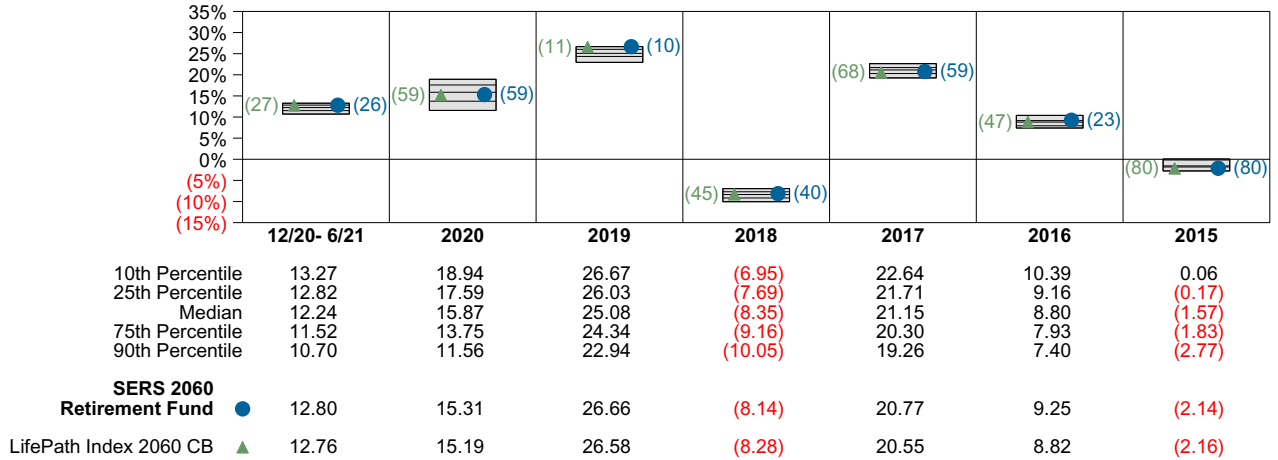 35%
30%
25%
20%
15%
10%
5%
0%
(5%)
(10%)
(15%)
(27) (26)
(59) (59)
(11) (10)
(45) (40)
(68) (59)
(47) (23)
(80) (80)
12/20- 6/21 2020 2019 2018 2017 2016 2015
10th Percentile 13.27 18.94 26.67 (6.95) 22.64 10.39 0.06
25th Percentile 12.82 17.59 26.03 (7.69) 21.71 9.16 (0.17)
Median 12.24 15.87 25.08 (8.35) 21.15 8.80 (1.57)
75th Percentile 11.52 13.75 24.34 (9.16) 20.30 7.93 (1.83)
90th Percentile 10.70 11.56 22.94 (10.05) 19.26 7.40 (2.77)
SERS 2060
Retirement Fund 12.80 15.31 26.66 (8.14) 20.77 9.25 (2.14)
LifePath Index 2060 CB 12.76 15.19 26.58 (8.28) 20.55 8.82 (2.16)